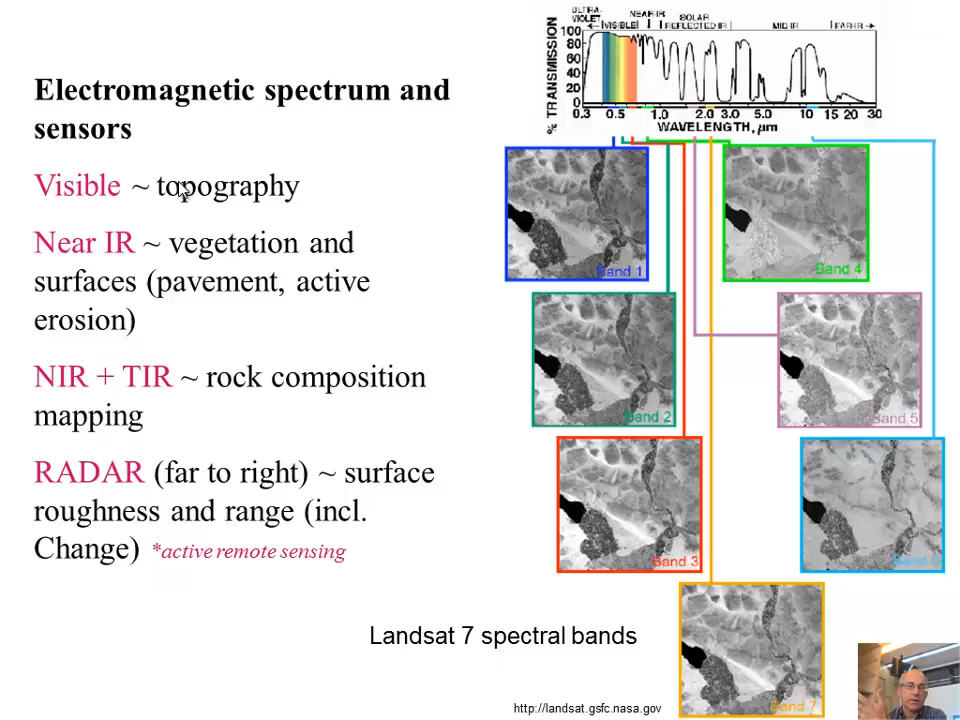 Electromagnetic spectrum and
sensors
Visible ~ topography
Near IR ~ vegetation and
surfaces (pavement, active
erosion)
NIR + TIR ~ rock composition
mapping
RADAR (far to right) ~ surface
roughness and range (incl.
Change) *active remote sensing
ULTRA-
VIOLET
VISIBLE
NEAR-IR
SOLAR
REFLECTED IR
MID-IR
FAR-IR
% TRANSMISSION
100
80
60
40
20
0
0.3 0.5 1.0 2.0 3.0 5.0 10 15 20 30
WAVELENGTH, µm
Band 1
Band 4
Band 2
Band 5
Band 3
Band 6
Band 7
Landsat 7 spectral bands
http://landsat.gsfc.nasa.gov